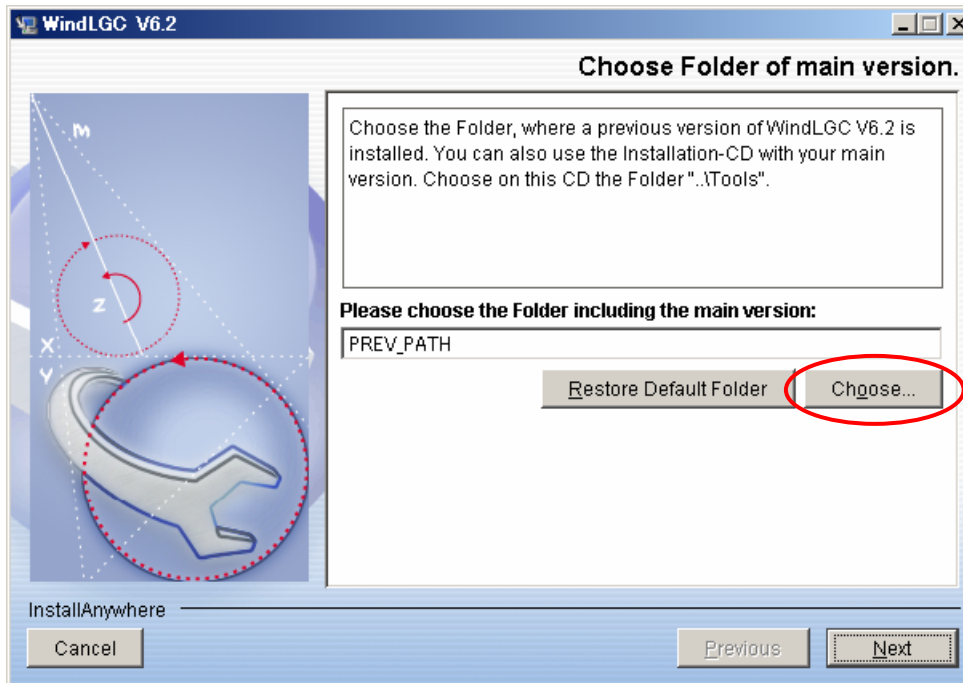 WindLGC V6.2
Choose Folder of main version.
M
Z
X
Y
Choose the Folder, where a previous version of WindLGC V6.2 is
installed. You can also use the Installation-CD with your main
version. Choose on this CD the Folder "..\Tools".
Please choose the Folder including the main version:
PREV_PATH
Restore Default Folder
Choose...
InstallAnywhere
Cancel
Previous
Next